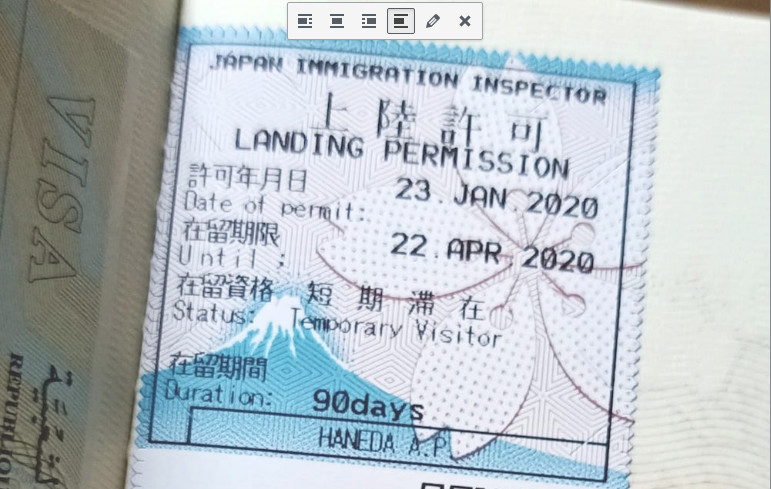 JAPAN IMMIGRATION INSPECTOR
上陸許可
LANDING PERMISSION
許可年月日
Date of permit: 23.JAN.2020
在留期限
Until : 22.APR.2020
在留資格 短期滞在
Status: Temporary Visitor
在留期間
Duration: 90days
HANEDA A.P.
VISA